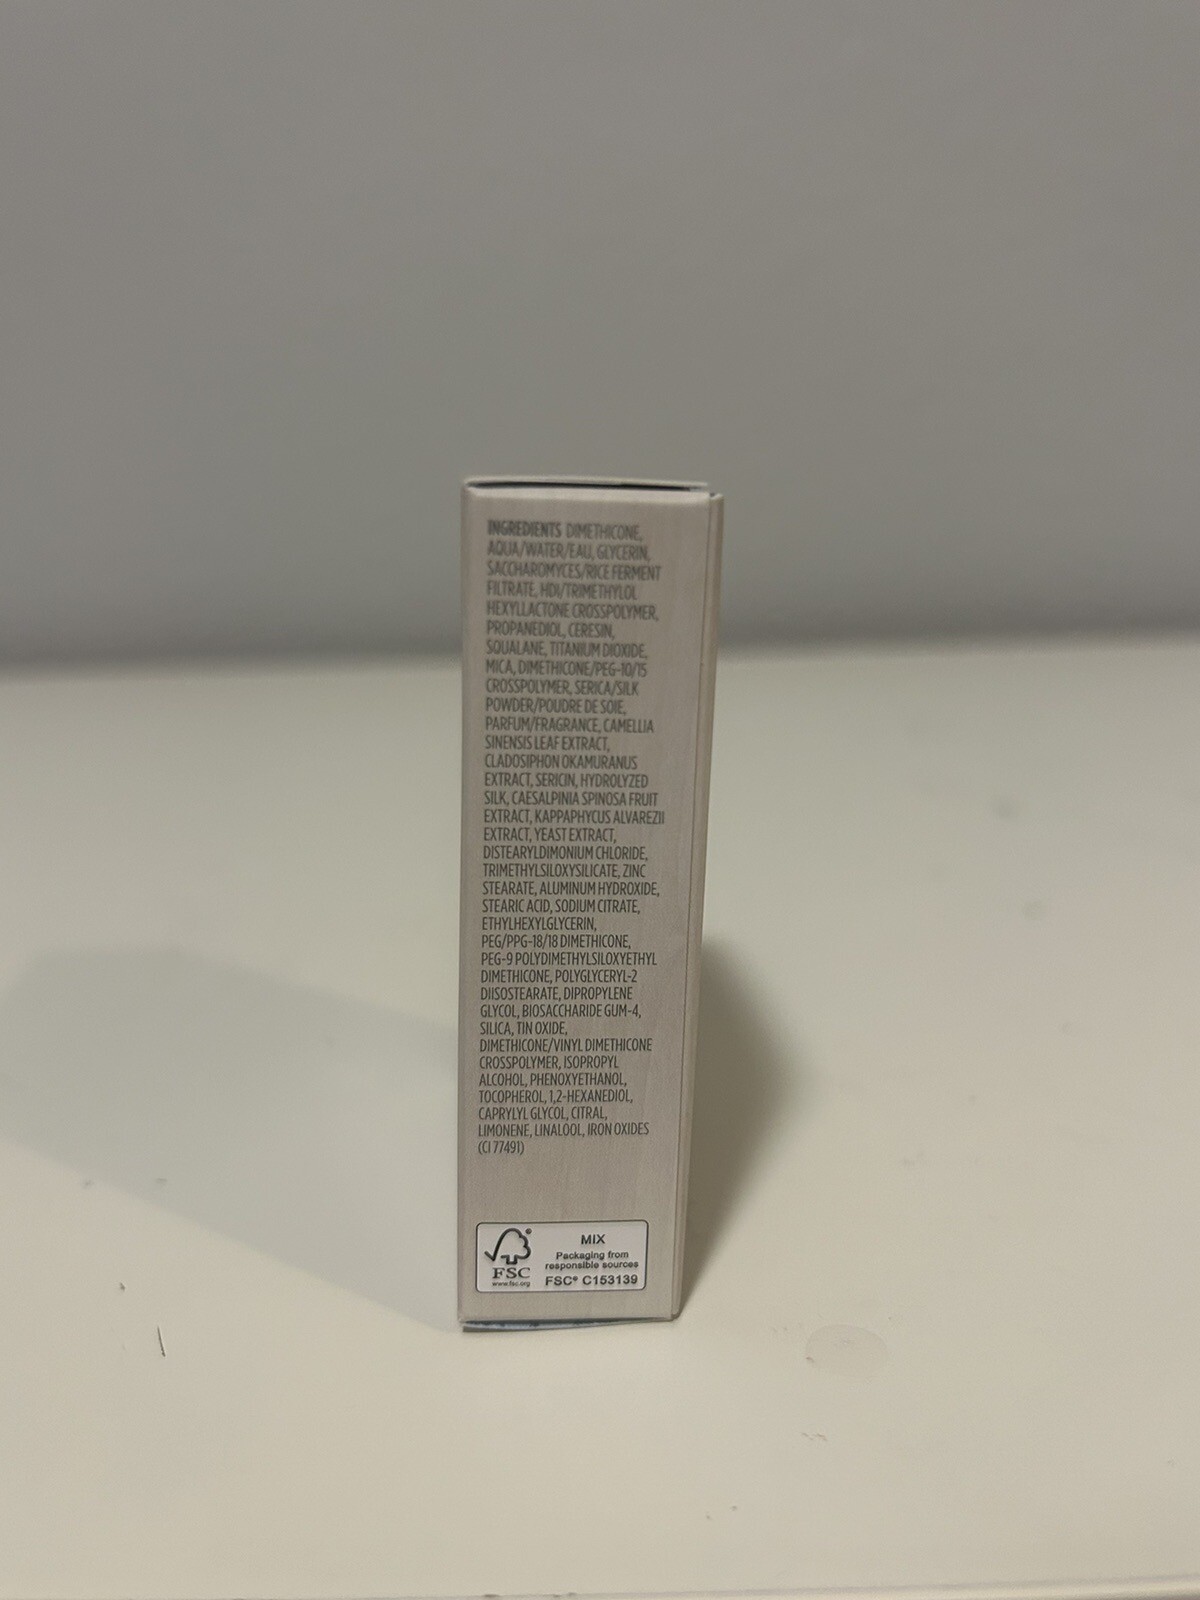 INGREDIENTS DIMETHICONE,
AQUA/WATER/EAU, GLYCERIN,
SACCHAROMYCES/RICE FERMENT
FILTRATE, HDI/TRIMETHYLOL
HEXYLLACTONE CROSSPOLYMER,
PROPANEDIOL, CERESIN,
SQUALANE, TITANIUM DIOXIDE,
MICA, DIMETHICONE/PEG-10/15
CROSSPOLYMER, SERICA/SILK
POWDER/POUDRE DE SOIE,
PARFUM/FRAGRANCE, CAMELLIA
SINENSIS LEAF EXTRACT,
CLADOSIPHON OKAMURANUS
EXTRACT, SERICIN, HYDROLYZED
SILK, CAESALPINIA SPINOSA FRUIT
EXTRACT, KAPPAPHYCUS ALVAREZII
EXTRACT, YEAST EXTRACT,
DISTEARYLDIMONIUM CHLORIDE,
TRIMETHYLSILOXYSILICATE, ZINC
STEARATE, ALUMINUM HYDROXIDE,
STEARIC ACID, SODIUM CITRATE,
ETHYLHEXYLGLYCERIN,
PEG/PPG-18/18 DIMETHICONE,
PEG-9 POLYDIMETHYLSILOXYETHYL
DIMETHICONE, POLYGLYCERYL-2
DIISOSTEARATE, DIPROPYLENE
GLYCOL, BIOSACCHARIDE GUM-4,
SILICA, TIN OXIDE,
DIMETHICONE/VINYL DIMETHICONE
CROSSPOLYMER, ISOPROPYL
ALCOHOL, PHENOXYETHANOL,
TOCOPHEROL, 1,2-HEXANEDIOL,
CAPRYLYL GLYCOL, CITRAL,
LIMONENE, LINALOOL, IRON OXIDES
(CI 77491)
FSC
www.fsc.org
MIX
Packaging from
responsible sources
FSC® C153139